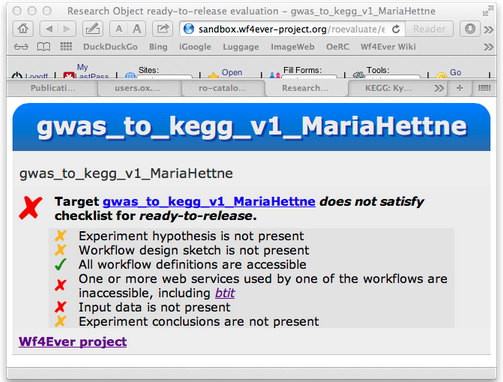 Research Object ready-to-release evaluation – gwas_to_kegg_v1_MariaHettne
sandbox.wf4ever-project.org/roevaluate/e
Reader
A A DuckDuckGo Bing iGoogle Luggage ImageWeb OeRC Wf4Ever Wiki
Logoff My LastPass Sites: Open Fill Forms: Tools: Go
Publicati... users.ox. ro-catalo Research... KEGG: Ky
gwas_to_kegg_v1_MariaHettne
gwas_to_kegg_v1_MariaHettne
Target gwas_to_kegg_v1_MariaHettne does not satisfy
checklist for ready-to-release.
Experiment hypothesis is not present
Workflow design sketch is not present
All workflow definitions are accessible
One or more web services used by one of the workflows are
inaccessible, including btit
Input data is not present
Experiment conclusions are not present
Wf4Ever project